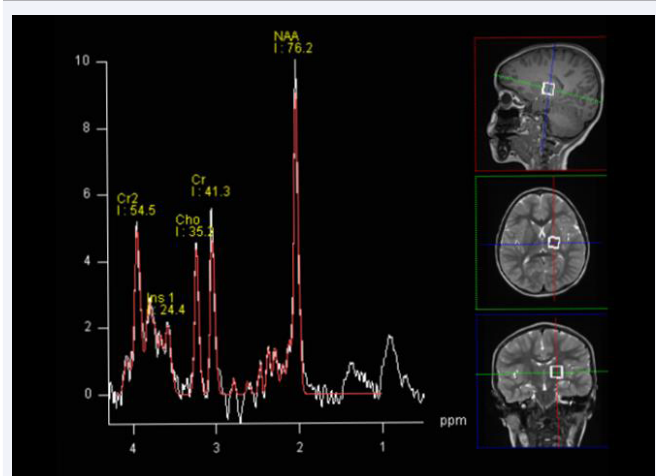 NAA
I : 76.2
10
8
Cr
I : 41.3
6
Cr2
I : 54.5
Cho
I : 35.2
4
Ins 1
: 24.4
2
0
ppm
4
3
2
1